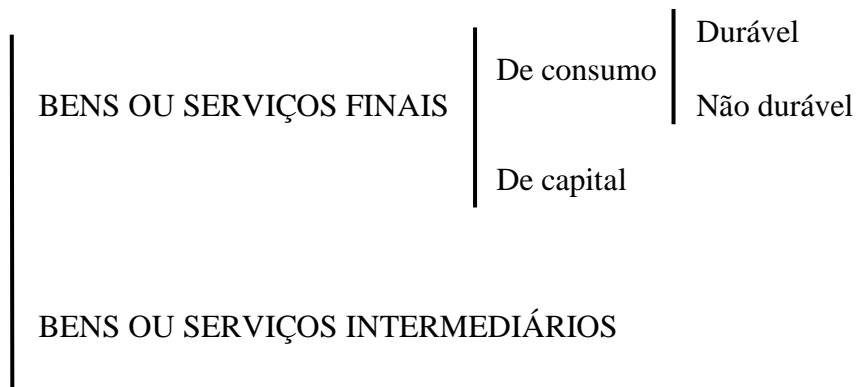 Durável
De consumo
BENS OU SERVIÇOS FINAIS
Não durável
De capital
BENS OU SERVIÇOS INTERMEDIÁRIOS